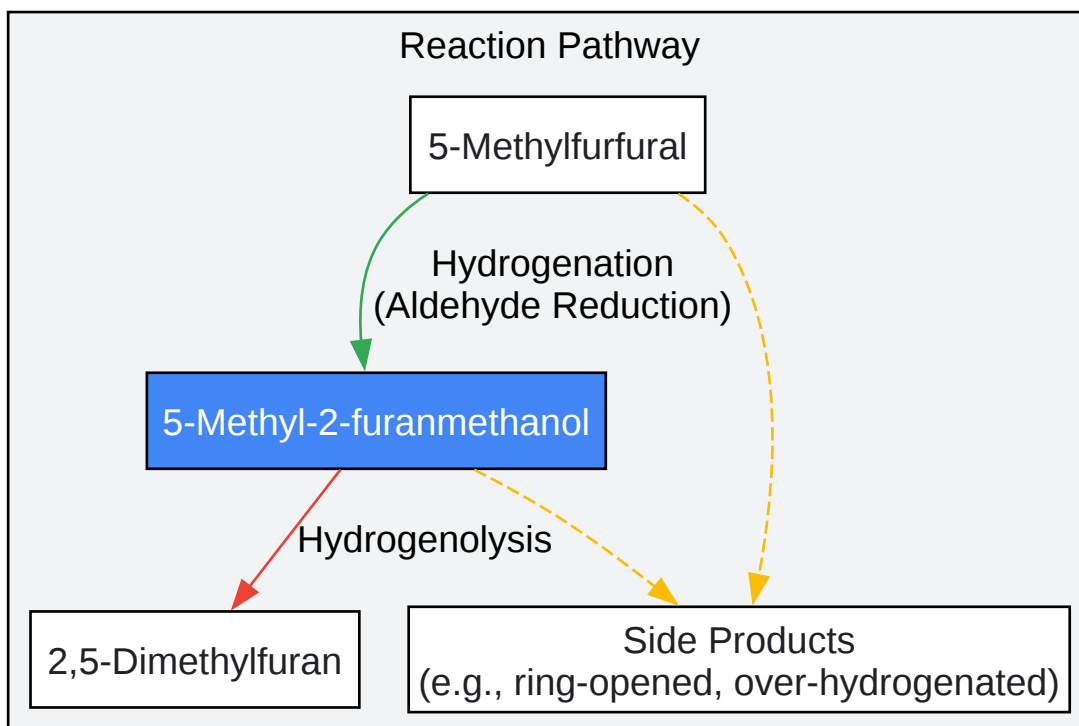 Reaction Pathway
5-Methylfurfural
Hydrogenation
(Aldehyde Reduction)
5-Methyl-2-furanmethanol
Hydrogenolysis
2,5-Dimethylfuran
Side Products
(e.g., ring-opened, over-hydrogenated)